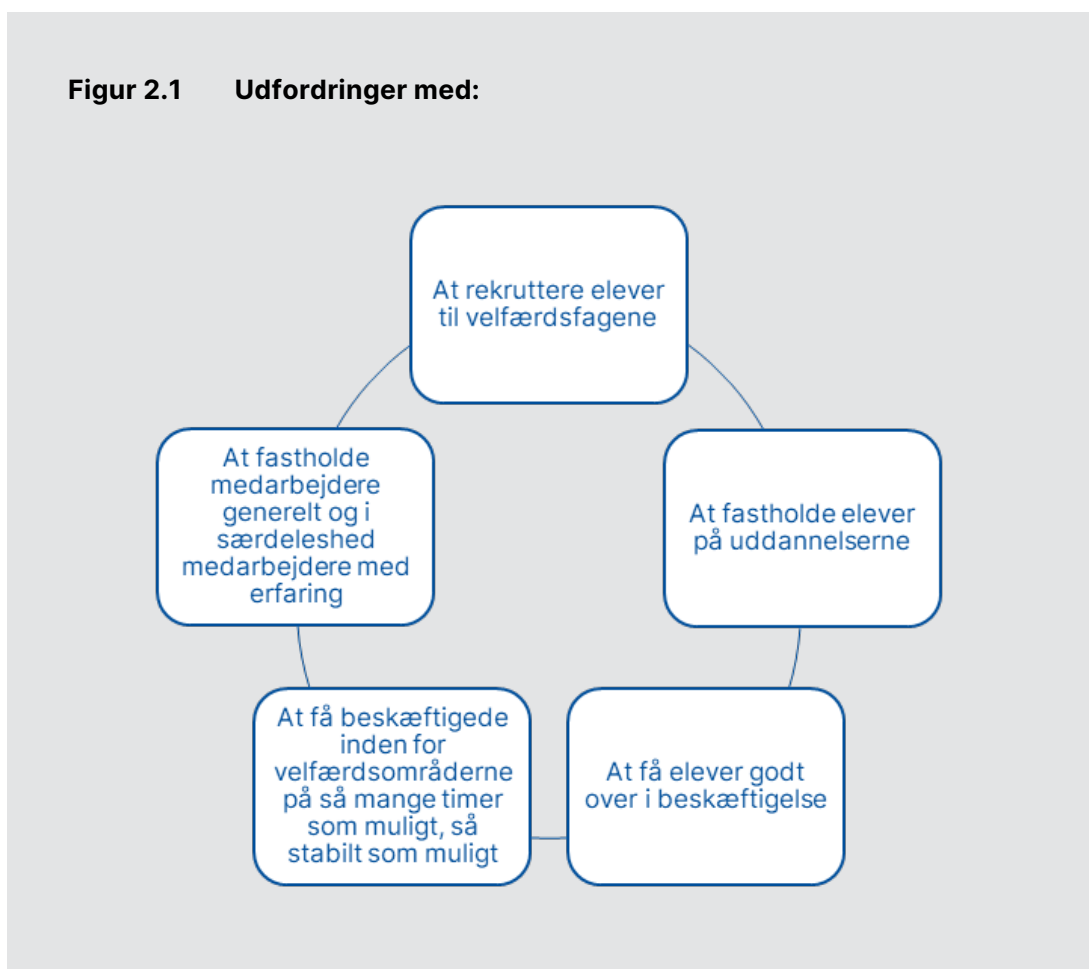 Figur 2.1 Udfordringer med:
At rekruttere elever
til velfærdsfagene
At fastholde elever
på uddannelserne
At få elever godt
over i beskæftigelse
At få beskæftigede
inden for
velfærdsområderne
på så mange timer
som muligt, så
stabilt som muligt
At fastholde
medarbejdere
generelt og i
særdeleshed
medarbejdere med
erfaring